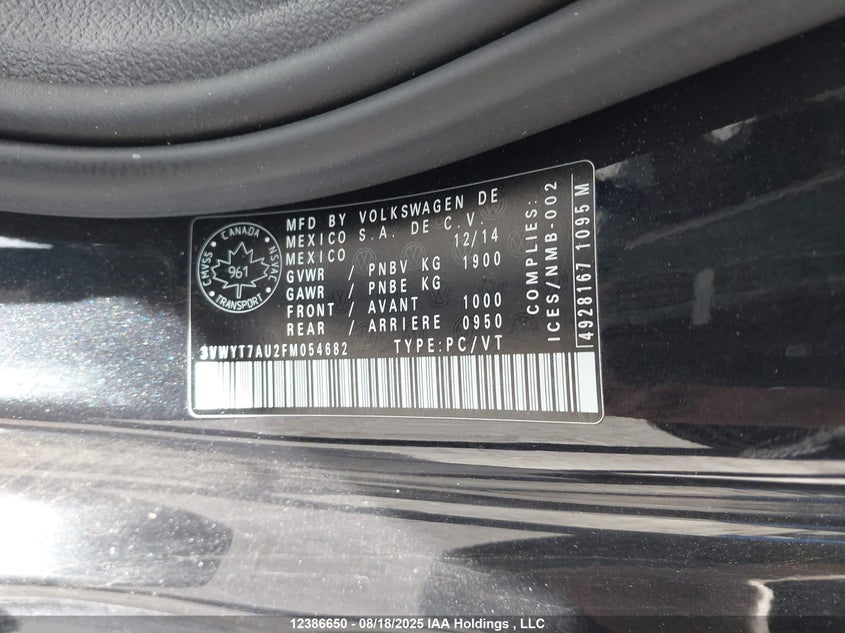 CANADA
CMVSS
NSVAC
961
TRANSPORT
MFD BY VOLKSWAGEN DE
MEXICO S.A. DE C.V.
MEXICO 12/14
GVWR / PNBV KG 1900
GAWR / PNBE KG
FRONT / AVANT 1000
REAR / ARRIERE 0950
3VWYT7AU2FM054682 TYPE:PC/VT
COMPLIES:
ICES/NMB-002
4928167 1095 M
12386650 - 08/18/2025 IAA Holdings , LLC